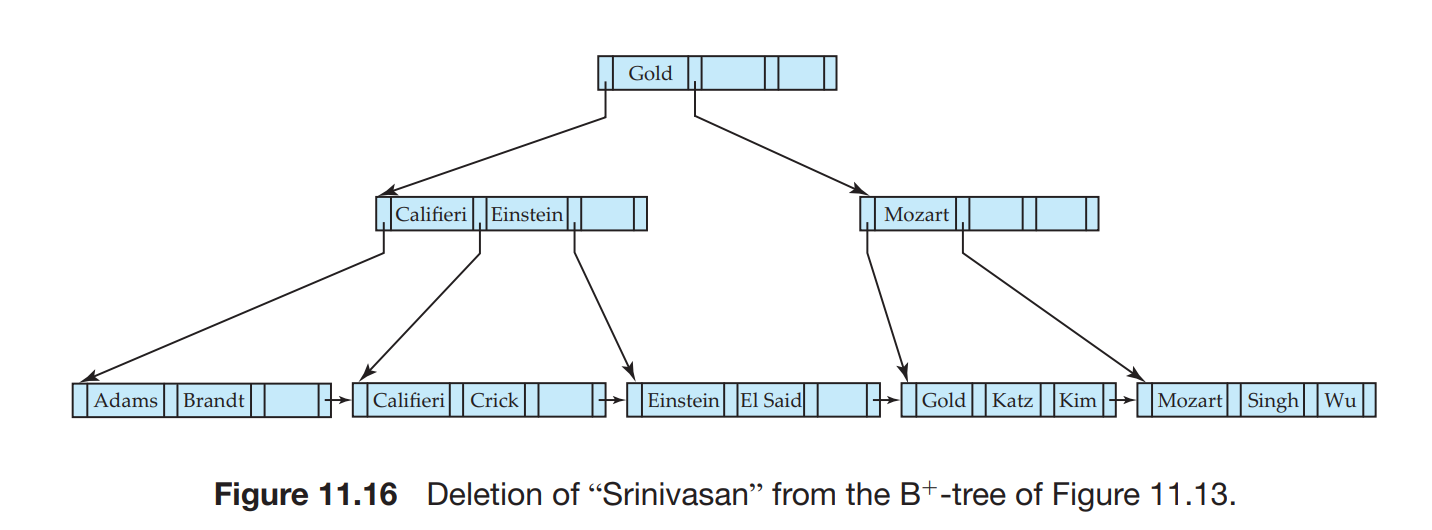 Gold
Califieri Einstein
Mozart
Adams Brandt
Califieri Crick
Einstein El Said
Gold Katz Kim
Mozart Singh Wu
Figure 11.16 Deletion of “Srinivasan” from the B+-tree of Figure 11.13.